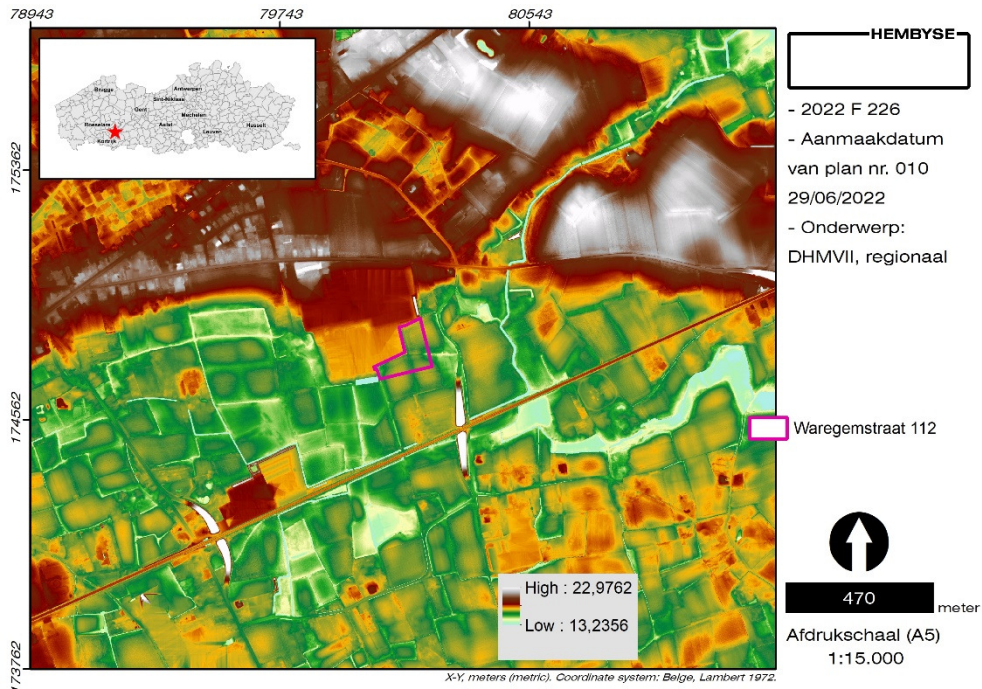 78943
79743
80543
HEMBYSE
Brugge
Antwerpen
Sint-Niklaas
Gent
Mechelen
Roeselare
Aalst
Leuven
Hasselt
Kortrijk
- 2022 F 226
- Aanmaakdatum
van plan nr. 010
29/06/2022
- Onderwerp:
DHMVII, regionaal
175362
174562
173762
Waregemstraat 112
High : 22,9762
Low : 13,2356
470
meter
Afdrukschaal (A5)
1:15.000
X-Y, meters (metric). Coordinate system: Belge, Lambert 1972.